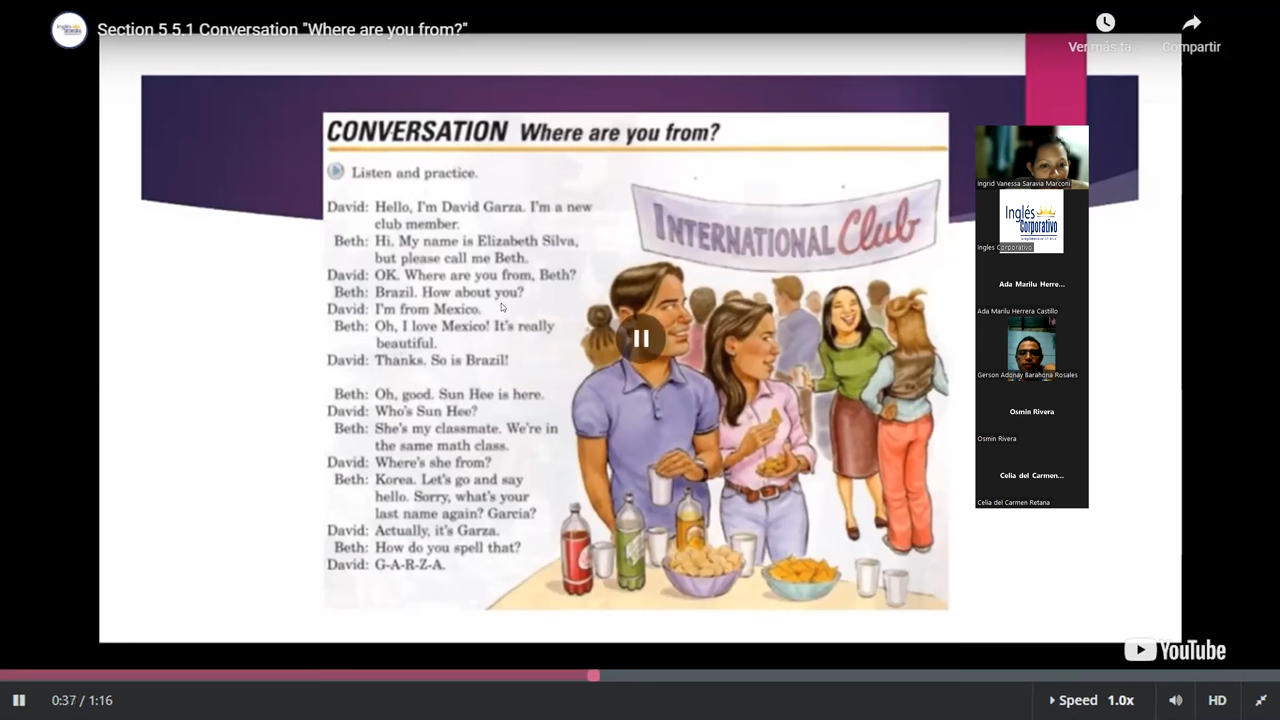 Section 5 5.1 Conversation "Where are you from?"
Ver más ta...
Compartir
CONVERSATION Where are you from?
Listen and practice.
David: Hello, I'm David Garza. I'm a new
club member.
Beth: Hi. My name is Elizabeth Silva,
but please call me Beth.
David: OK. Where are you from, Beth?
Beth: Brazil. How about you?
David: I'm from Mexico.
Beth: Oh, I love Mexico! It's really
beautiful.
David: Thanks. So is Brazil!
Beth: Oh, good. Sun Hee is here.
David: Who's Sun Hee?
Beth: She's my classmate. We're in
the same math class.
David: Where's she from?
Beth: Korea. Let's go and say
hello. Sorry, what's your
last name again? Garcia?
David: Actually, it's Garza.
Beth: How do you spell that?
David: G-A-R-Z-A.
INTERNATIONAL Club
Ingrid Vanessa Saravia Marconi
Inglés
Corporativo
Ingles Corporativo
Ada Marilu Herre...
Ada Marilu Herrera Castillo
Gerson Adonay Barahona Rosales
Osmin Rivera
Osmin Rivera
Celia del Carmen...
Celia del Carmen Retana
YouTube
0:37 / 1:16
Speed 1.0x
HD